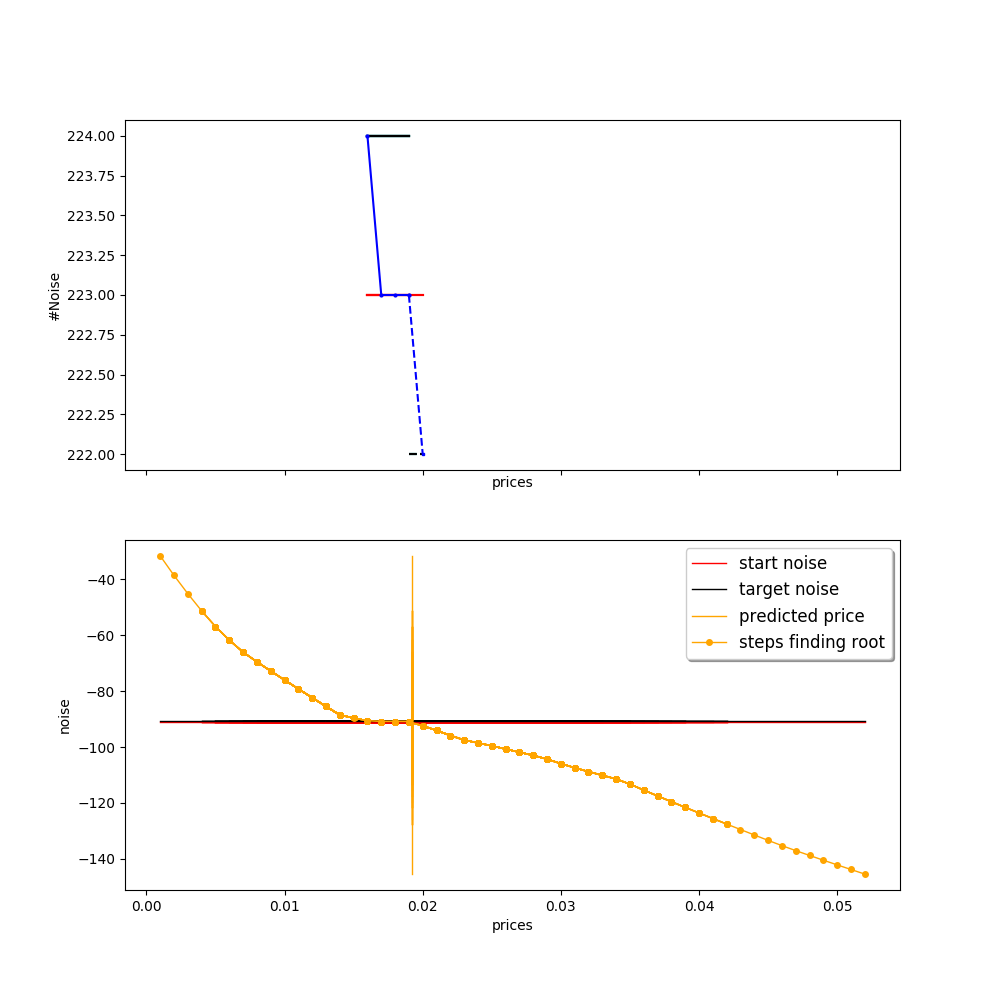 224.00
223.75
223.50
223.25
223.00
222.75
222.50
222.25
222.00
#Noise
prices
start noise
target noise
predicted price
steps finding root
−40
−60
−80
−100
−120
−140
noise
0.00 0.01 0.02 0.03 0.04 0.05
prices